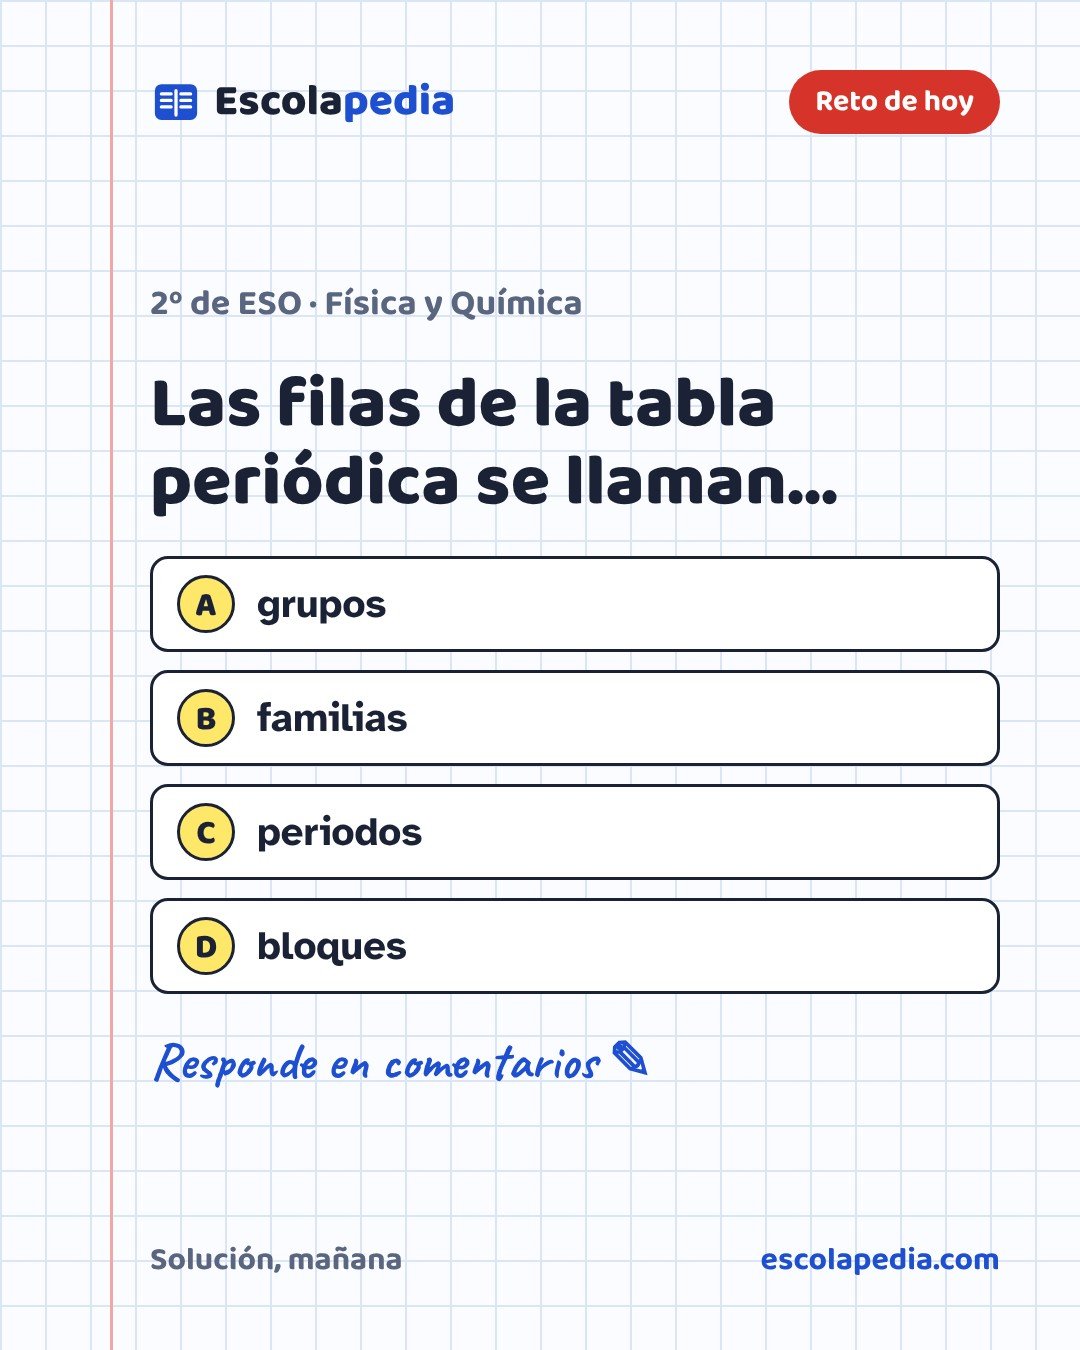 Escolapedia
Reto de hoy
2º de ESO · Física y Química
Las filas de la tabla
periódica se llaman...
A grupos
B familias
C periodos
D bloques
Responde en comentarios ✎
Solución, mañana
escolapedia.com